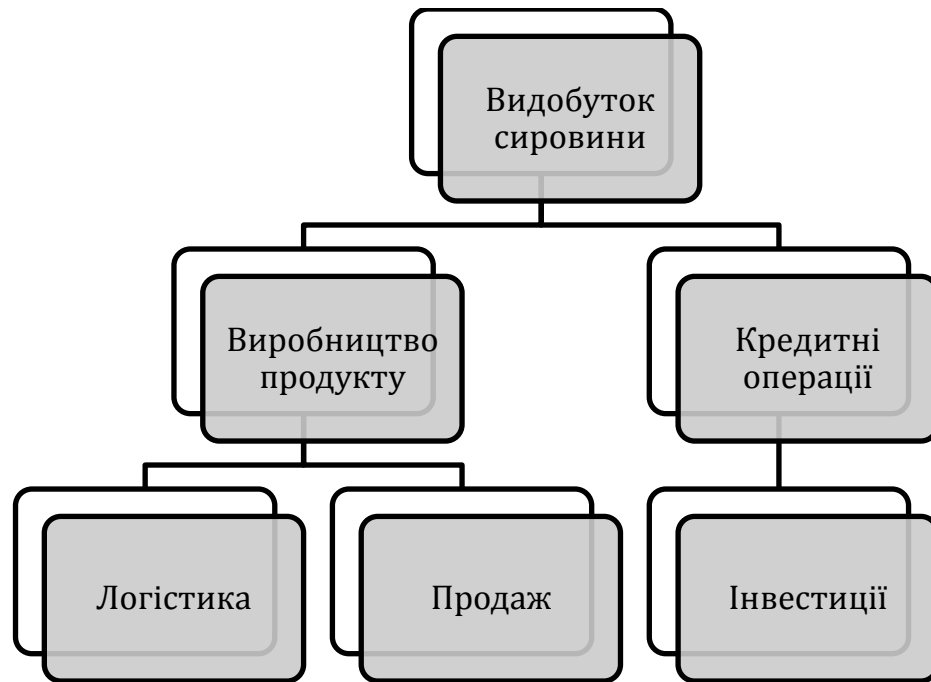 Видобуток
сировини
Виробництво
продукту
Кредитні
операції
Логістика
Продаж
Інвестиції